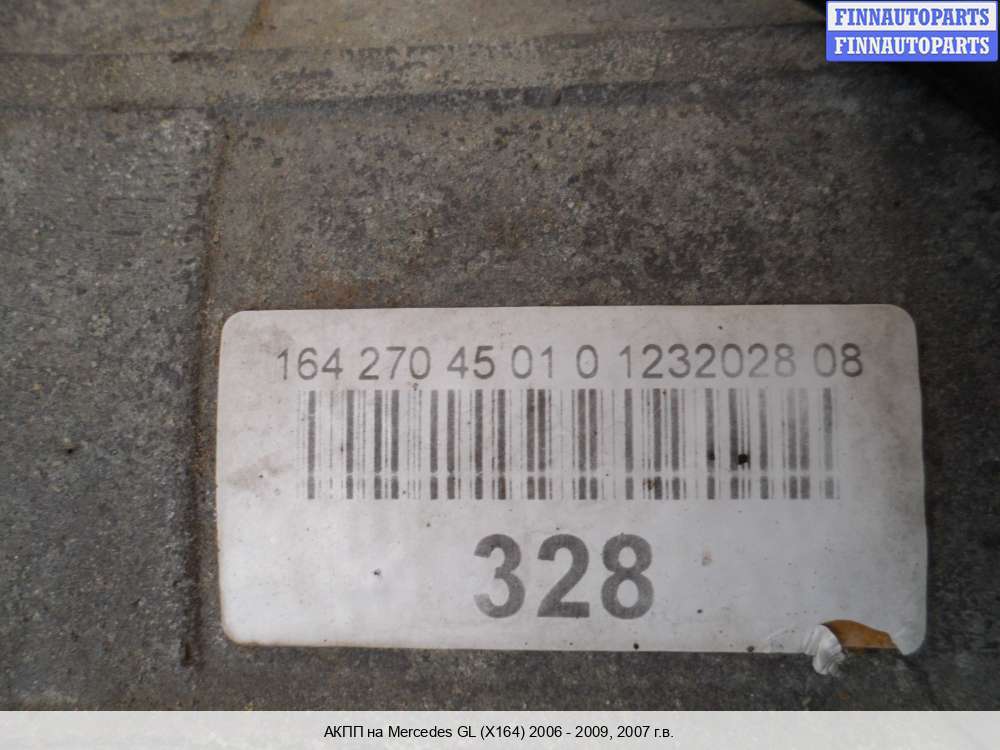 FINNAUTOPARTS
FINNAUTOPARTS
164 270 45 01 0 1232028 08
328
АКПП на Mercedes GL (X164) 2006 - 2009, 2007 г.в.